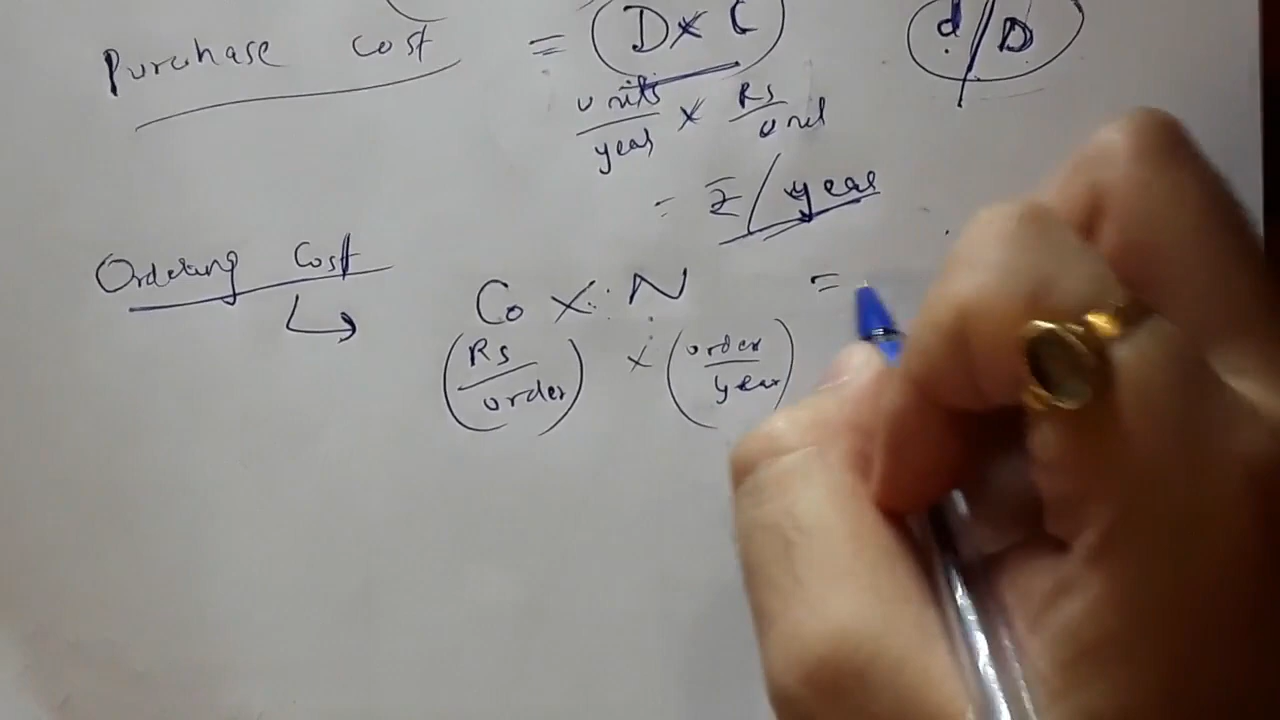 Purchase cost = D x C d/D
units/year x Rs/unit
= ₹/year
Ordering Cost
Co x N =
(Rs/order) x (order/year)